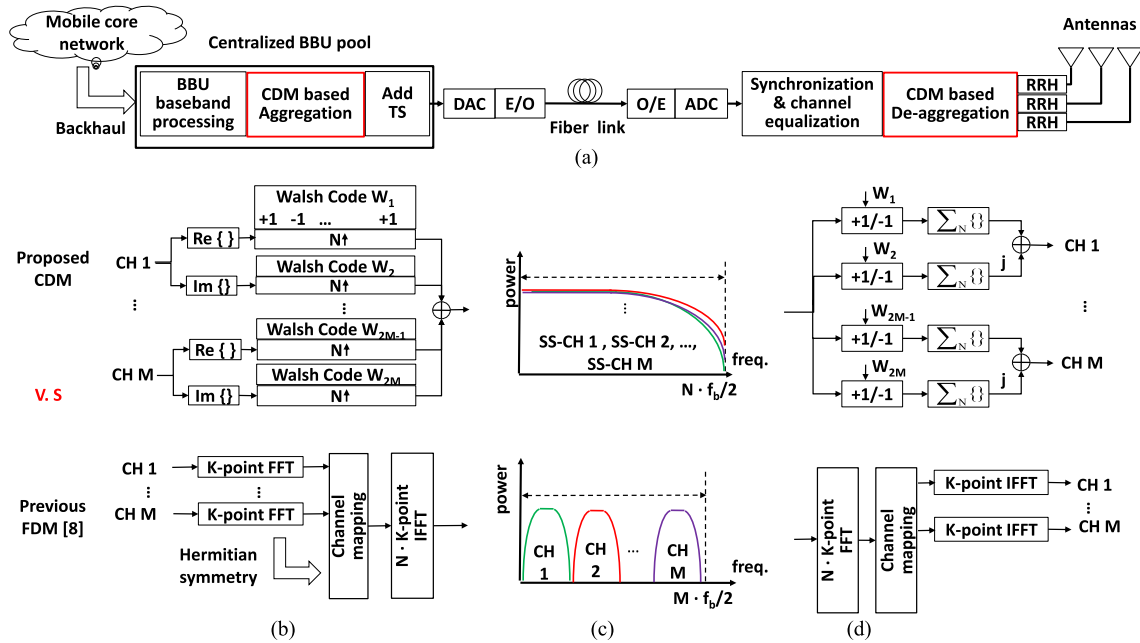 Mobile core
network
Backhaul
Centralized BBU pool
BBU
baseband
processing
CDM based
Aggregation
Add
TS
DAC
E/O
Fiber link
O/E
ADC
Synchronization
& channel
equalization
CDM based
De-aggregation
RRH
RRH
RRH
Antennas
(a)
Proposed
CDM
CH 1
...
CH M
Re { }
Im {}
Re { }
Im {}
Walsh Code W1
+1 -1 ... +1
N↑
Walsh Code W2
N↑
...
Walsh Code W2M-1
N↑
Walsh Code W2M
N↑
power
...
SS-CH 1 , SS-CH 2, ...,
SS-CH M
freq.
N · fb/2
W1
+1/-1
∑N {}
W2
+1/-1
∑N {}
j
CH 1
...
W2M-1
+1/-1
∑N {}
W2M
+1/-1
∑N {}
j
CH M
V. S
Previous
FDM [8]
CH 1
...
CH M
K-point FFT
...
K-point FFT
Hermitian
symmetry
Channel
mapping
N · K-point
IFFT
power
CH
1
CH
2
...
CH
M
freq.
M · fb/2
N · K-point
FFT
Channel
mapping
K-point IFFT
K-point IFFT
CH 1
...
CH M
(b)
(c)
(d)